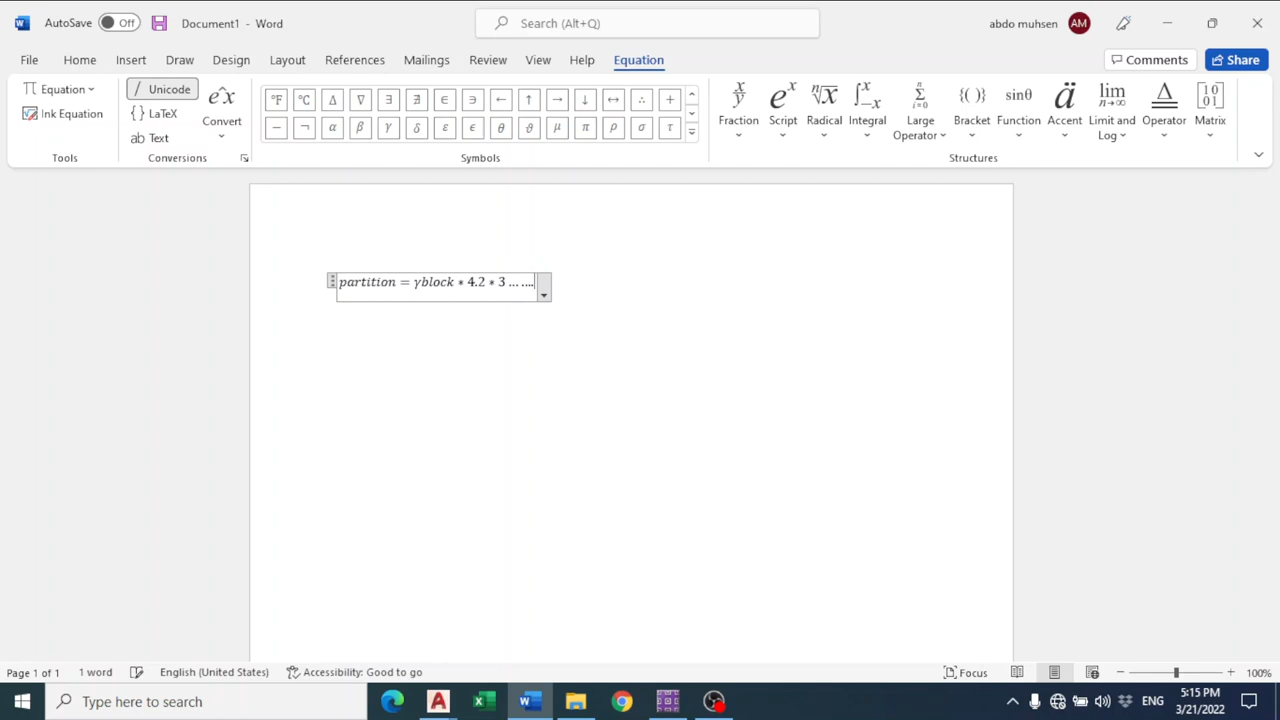 AutoSave Off Document1 - Word Search (Alt+Q) abdo muhsen AM
File Home Insert Draw Design Layout References Mailings Review View Help Equation Comments Share
π Equation Unicode
Ink Equation { } LaTeX
ab Text
Convert
℉ ℃ Δ ∇ ∃ ∄ ∈ ∋ ← ↑ → ↓ ↔ ∴ +
− ¬ α β γ δ ε ϵ θ ϑ μ π ρ σ τ
Fraction Script Radical Integral Large Operator Bracket Function Accent Limit and Log Operator Matrix
Tools Conversions Symbols Structures
partition = γblock ∗ 4.2 ∗ 3 … ….
Page 1 of 1 1 word English (United States) Accessibility: Good to go Focus 100%
Type here to search ENG 5:15 PM
3/21/2022